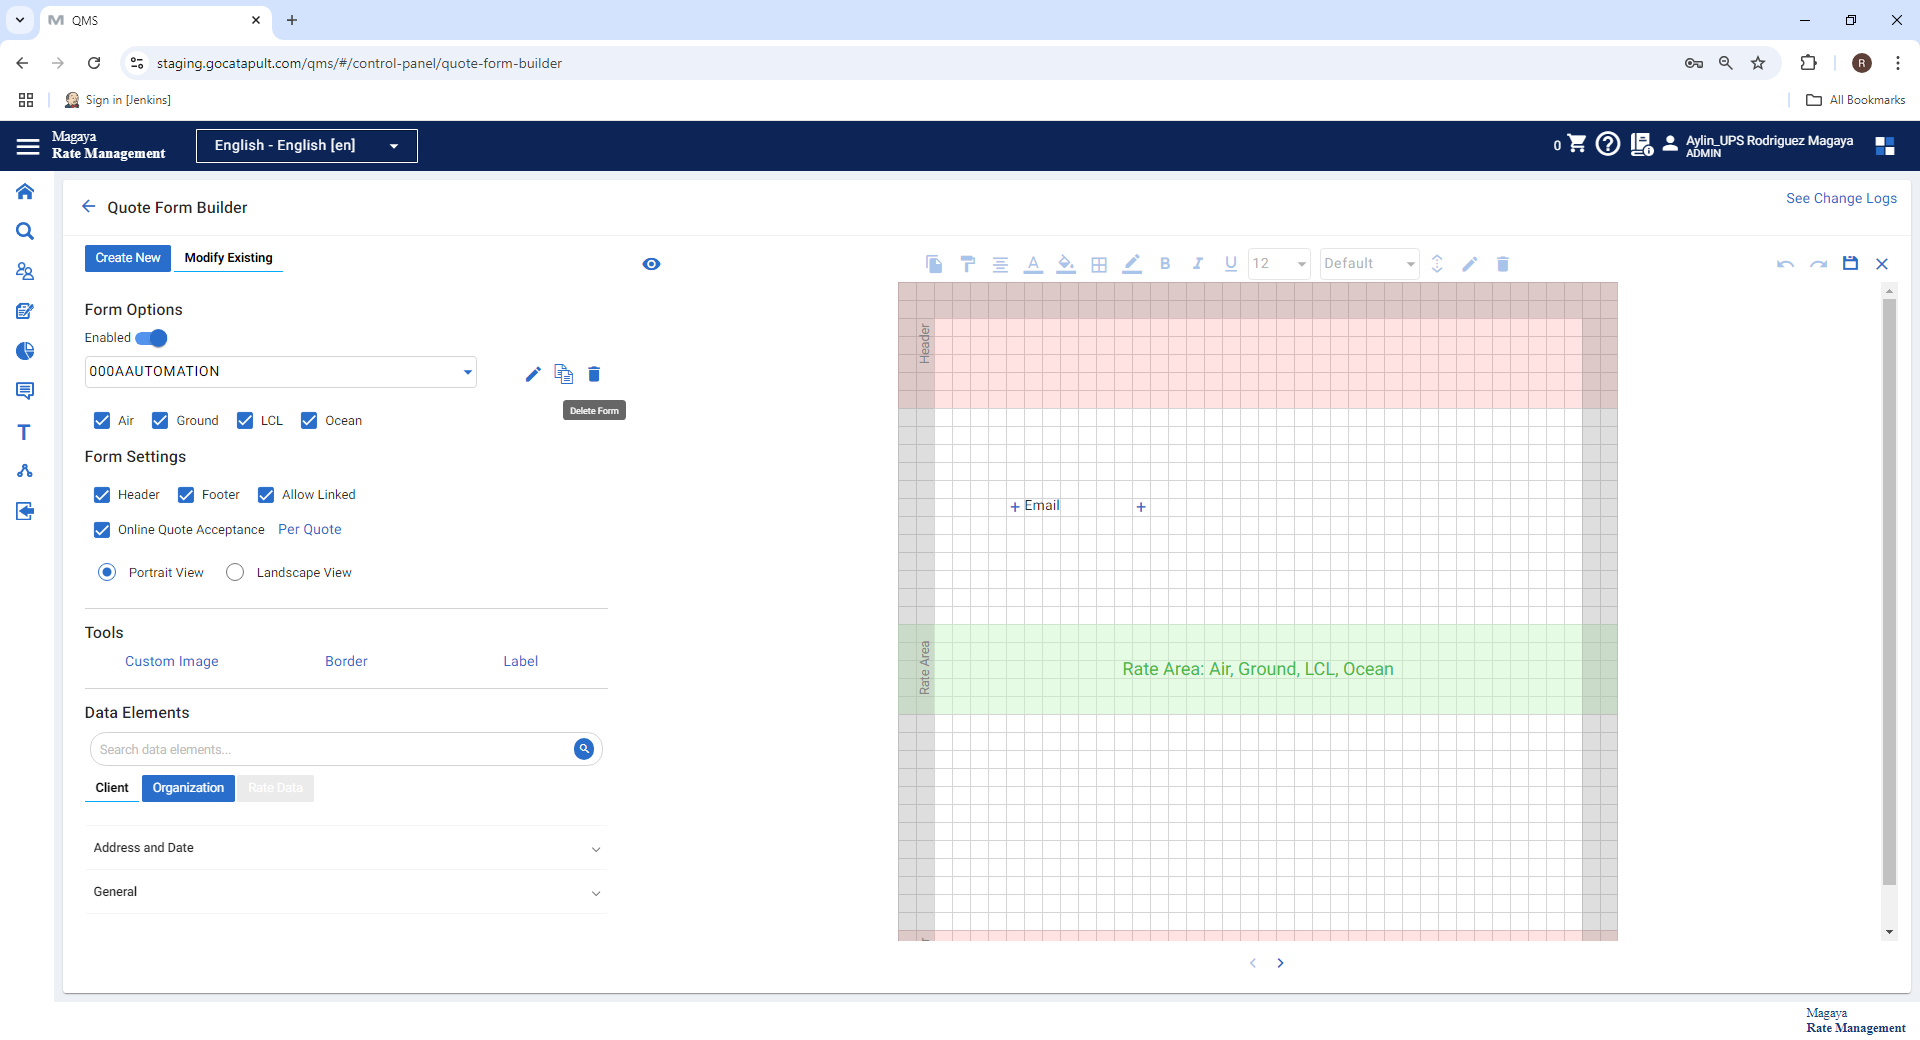 QMS
staging.gocatapult.com/qms/#/control-panel/quote-form-builder
R
Sign in [Jenkins]
All Bookmarks
Magaya
Rate Management
English - English [en]
0
Aylin_UPS Rodriguez Magaya
ADMIN
Quote Form Builder
See Change Logs
Create New
Modify Existing
12
Default
Form Options
Enabled
000AAUTOMATION
Delete Form
Air
Ground
LCL
Ocean
Form Settings
Header
Footer
Allow Linked
Online Quote Acceptance
Per Quote
Portrait View
Landscape View
Tools
Custom Image
Border
Label
Data Elements
Search data elements...
Client
Organization
Rate Data
Address and Date
General
Header
+ Email +
Rate Area
Rate Area: Air, Ground, LCL, Ocean
Magaya
Rate Management